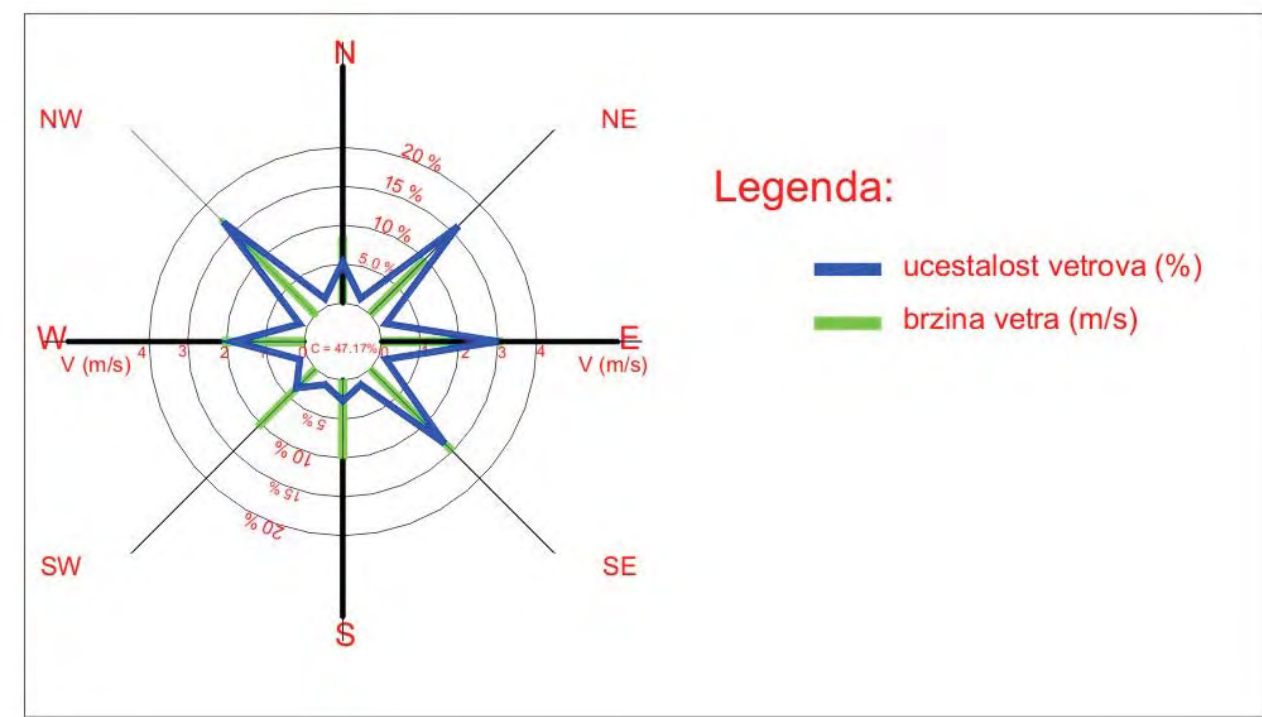 N
NW
NE
20 %
15 %
10 %
5.0 %
Legenda:
ucestalost vetrova (%)
brzina vetra (m/s)
W
V (m/s)
4
3
2
1
0
C = 47.17%
0
1
2
3
4
E
V (m/s)
5 %
10 %
15 %
20 %
SW
SE
S